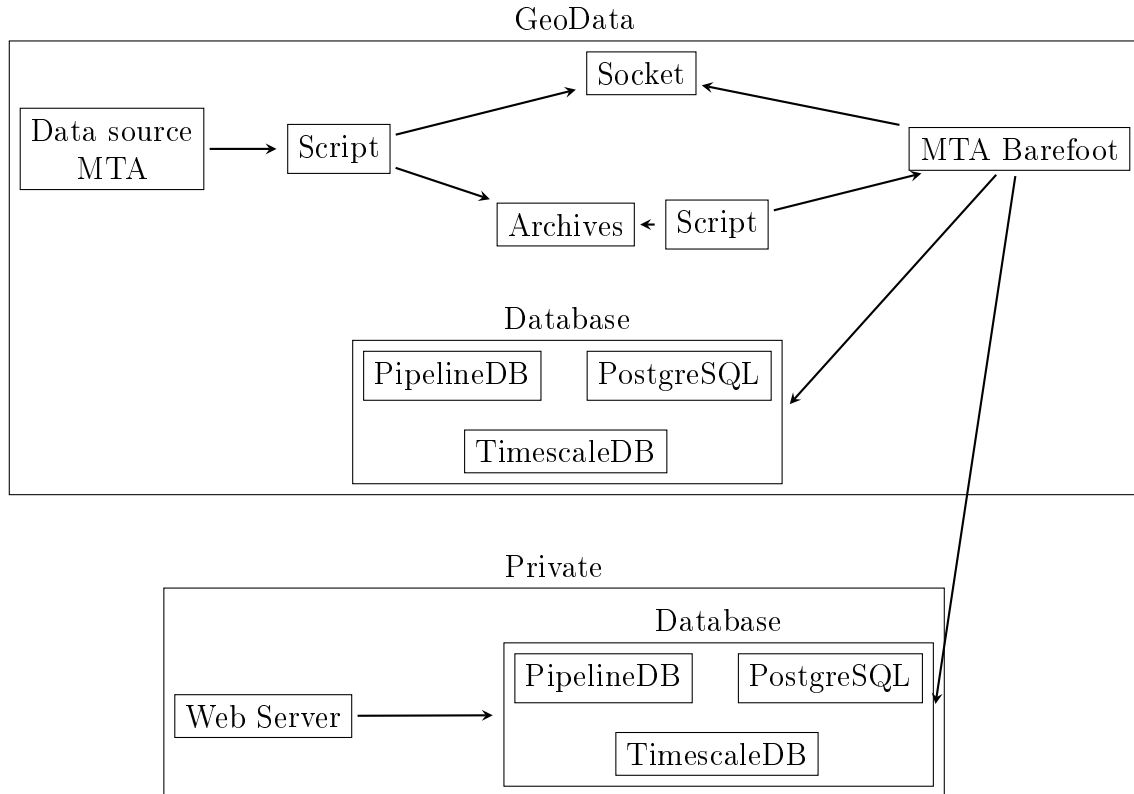 GeoData
Socket
Data source
MTA
Script
MTA Barefoot
Archives
Script
Database
PipelineDB
PostgreSQL
TimescaleDB
Private
Database
PipelineDB
PostgreSQL
Web Server
TimescaleDB